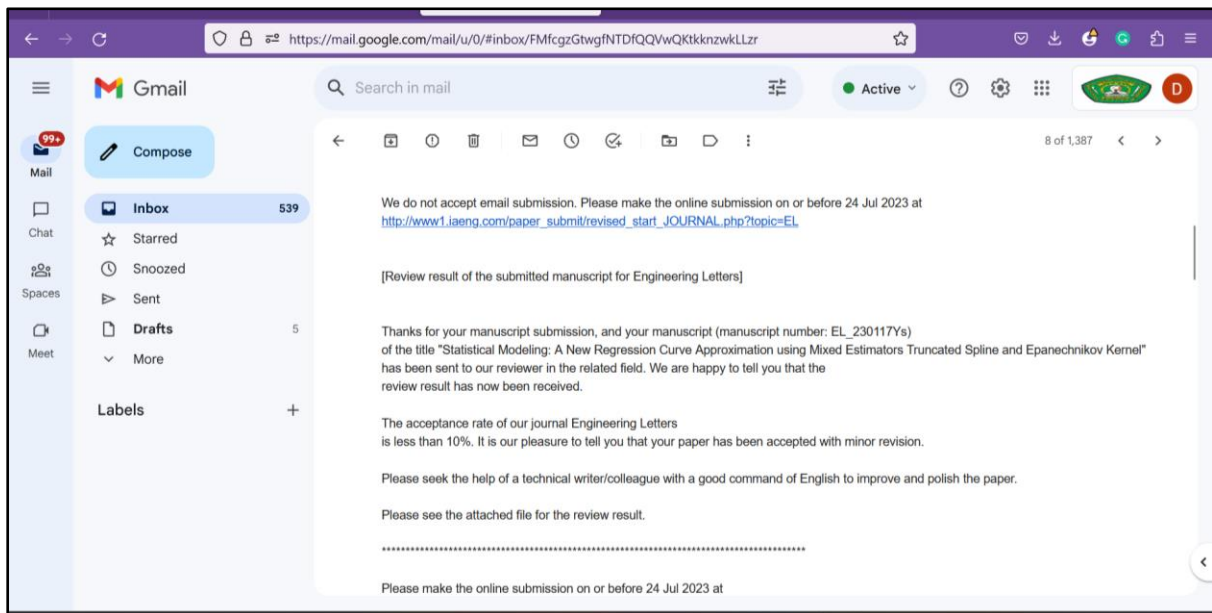 https://mail.google.com/mail/u/0/#inbox/FMfcgzGtwgfNTDfQQVwQKtkknzwkLLzr
Gmail
Search in mail
Active
D
99+
Mail
Chat
Spaces
Meet
Compose
Inbox 539
Starred
Snoozed
Sent
Drafts 5
More
Labels
8 of 1,387
We do not accept email submission. Please make the online submission on or before 24 Jul 2023 at
http://www1.iaeng.com/paper_submit/revised_start_JOURNAL.php?topic=EL
[Review result of the submitted manuscript for Engineering Letters]
Thanks for your manuscript submission, and your manuscript (manuscript number: EL_230117Ys)
of the title "Statistical Modeling: A New Regression Curve Approximation using Mixed Estimators Truncated Spline and Epanechnikov Kernel"
has been sent to our reviewer in the related field. We are happy to tell you that the
review result has now been received.
The acceptance rate of our journal Engineering Letters
is less than 10%. It is our pleasure to tell you that your paper has been accepted with minor revision.
Please seek the help of a technical writer/colleague with a good command of English to improve and polish the paper.
Please see the attached file for the review result.
****************************************************************************************
Please make the online submission on or before 24 Jul 2023 at